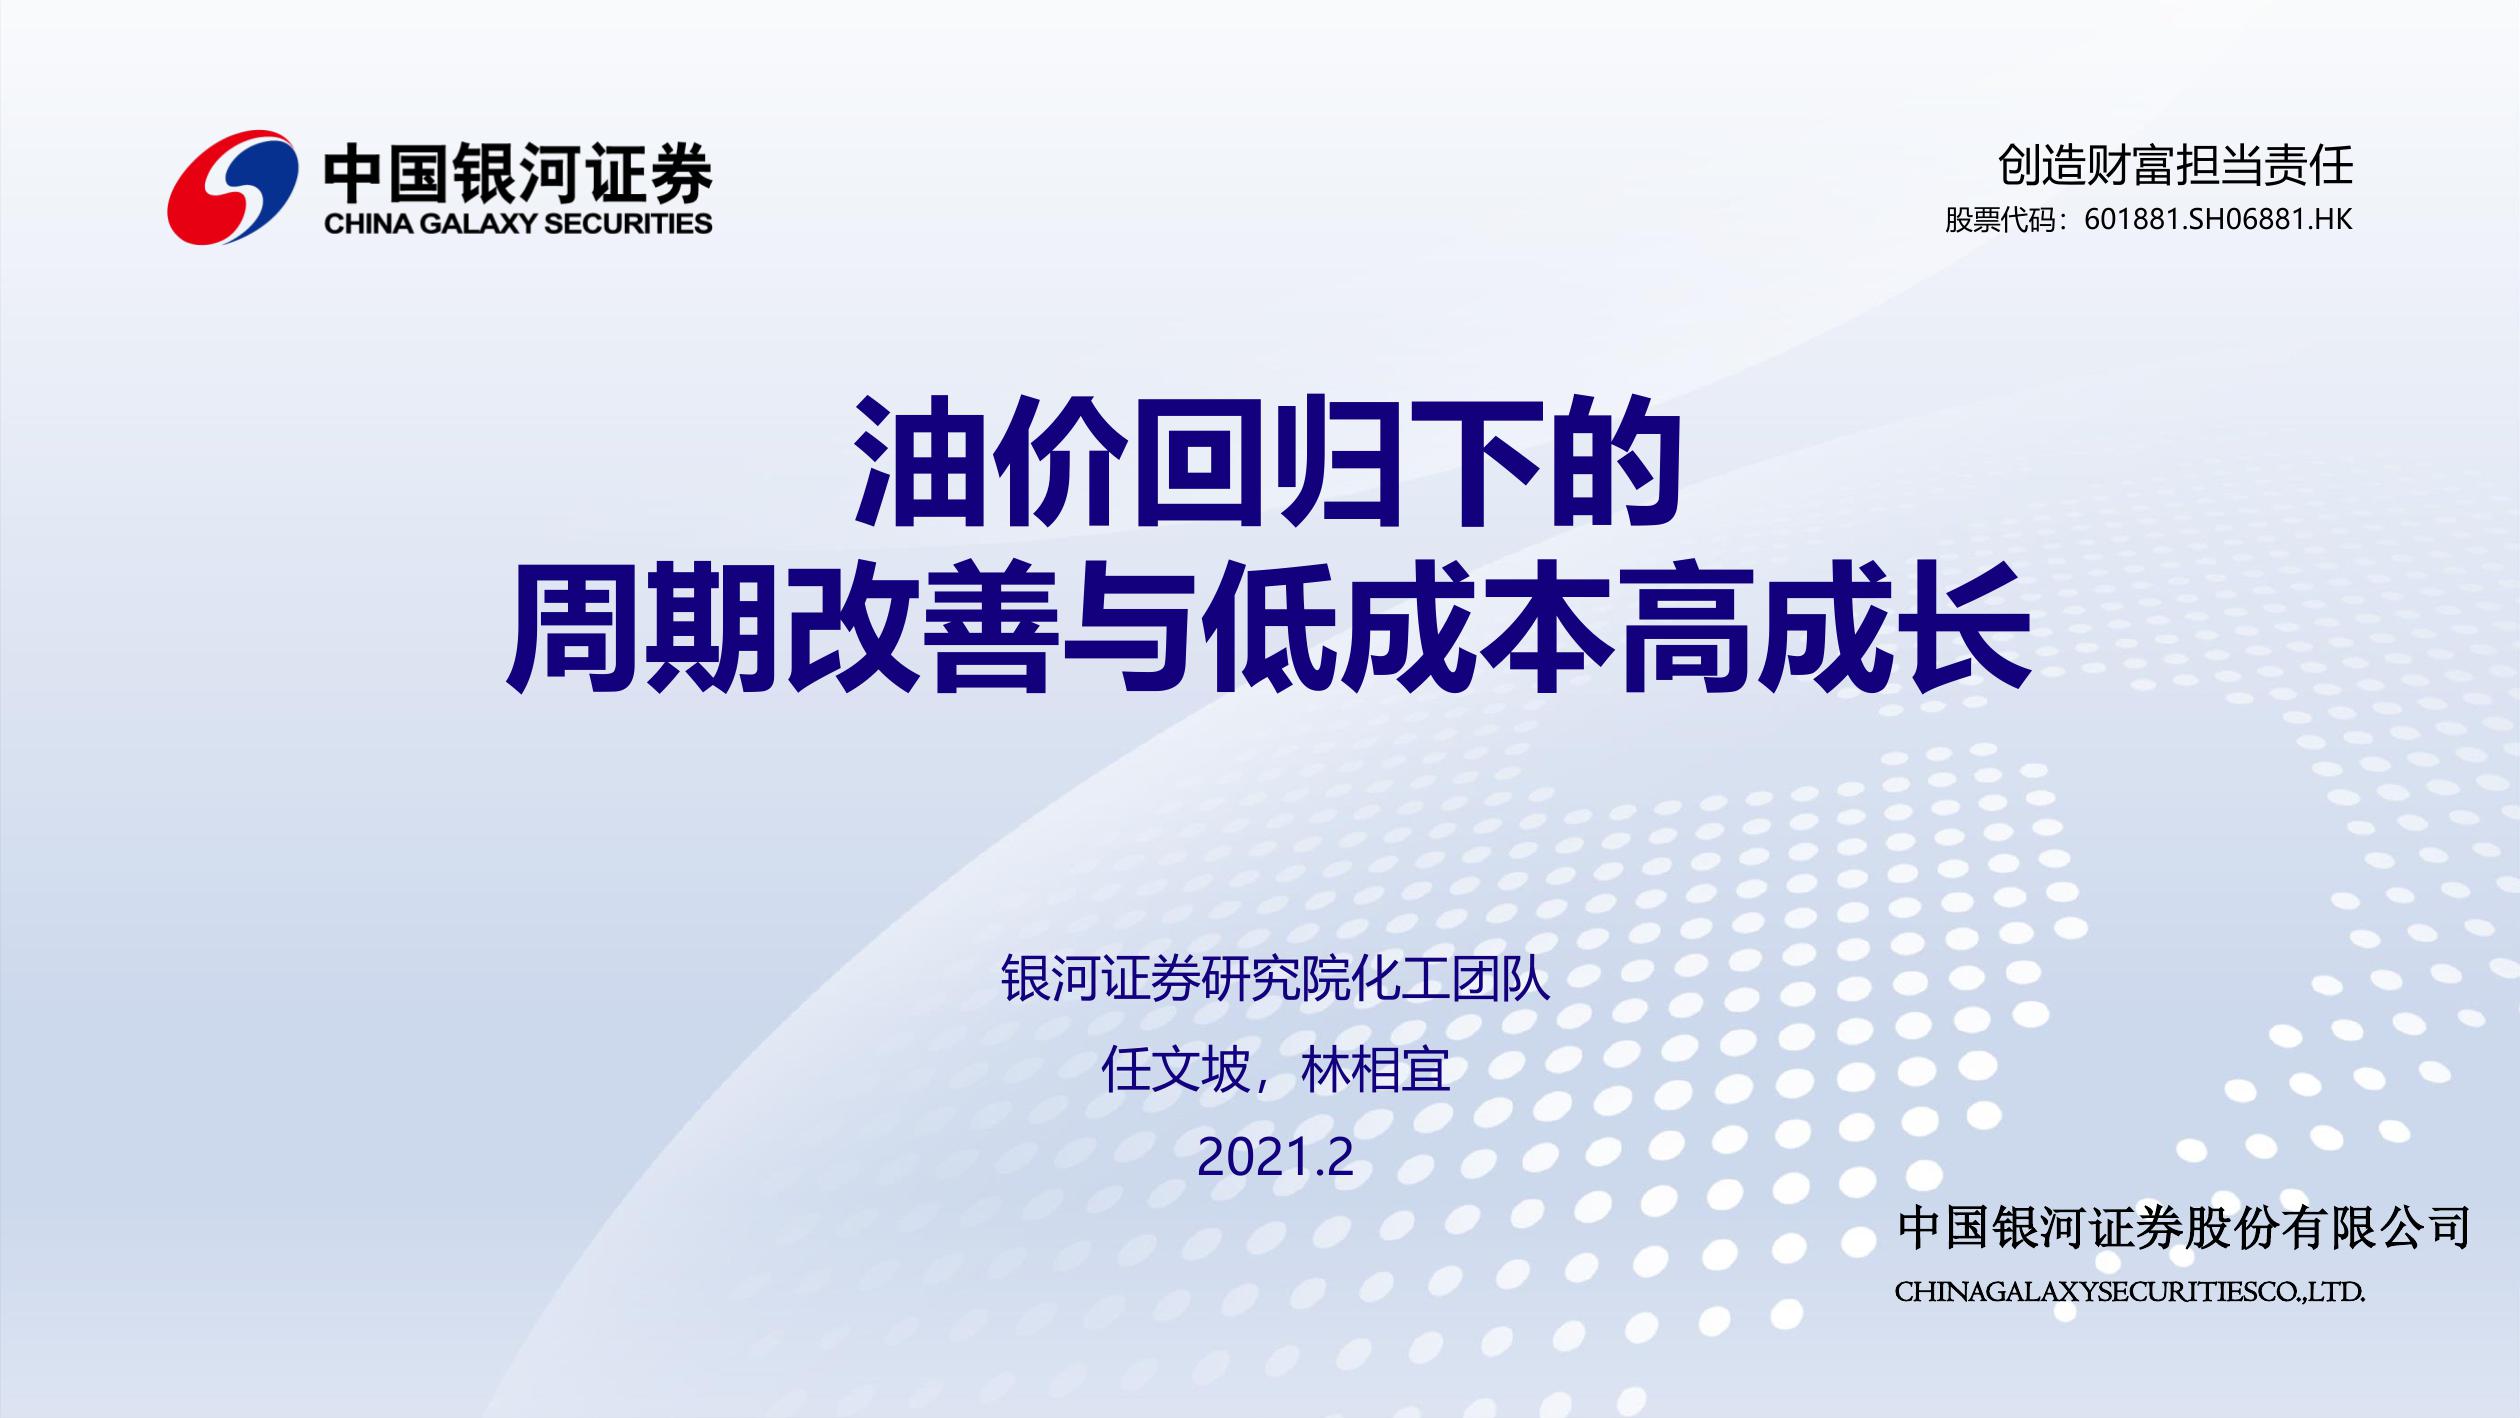 中国银河证券
CHINA GALAXY SECURITIES
创造财富担当责任
股票代码：601881.SH06881.HK
油价回归下的
周期改善与低成本高成长
银河证券研究院化工团队
任文坡，林相宜
2021.2
中国银河证券股份有限公司
CHINAGALAXYSECURITIESCO.,LTD.